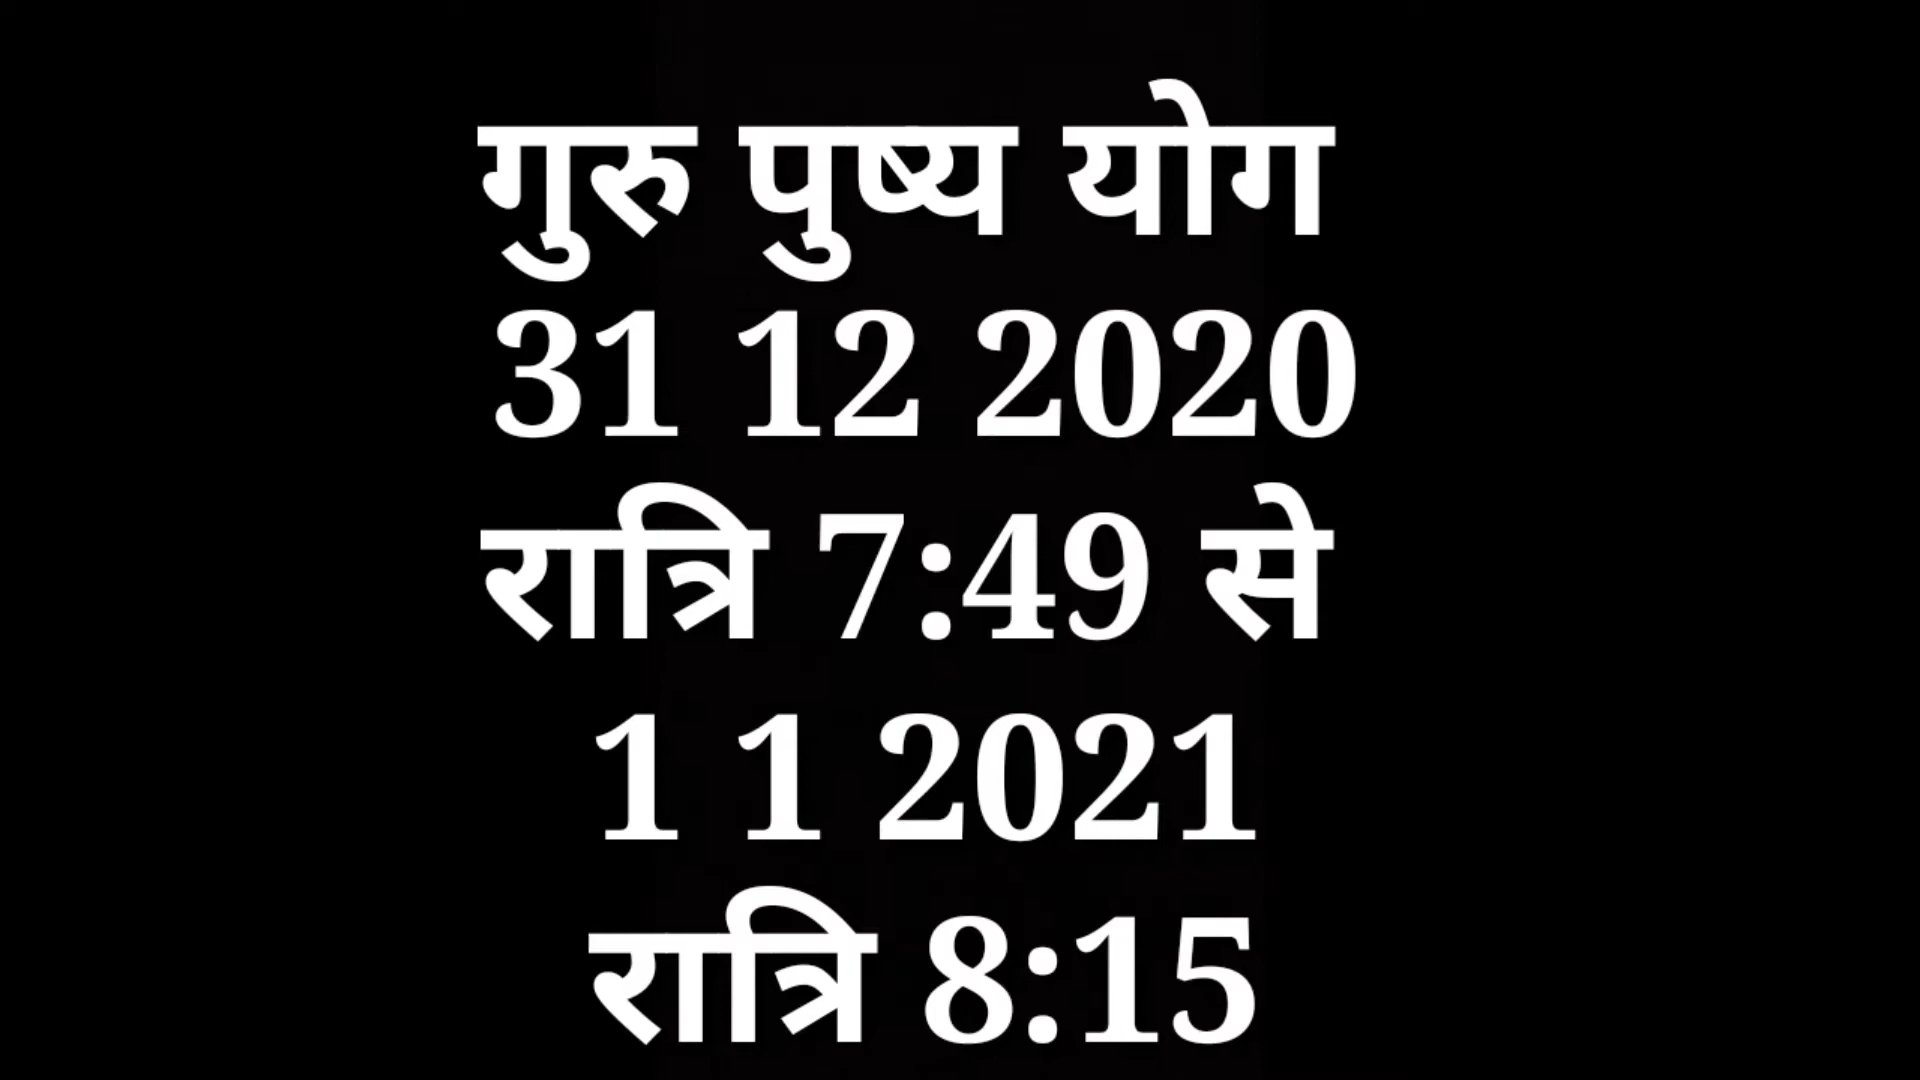 गुरु पुष्य योग
31 12 2020
रात्रि 7:49 से
1 1 2021
रात्रि 8:15